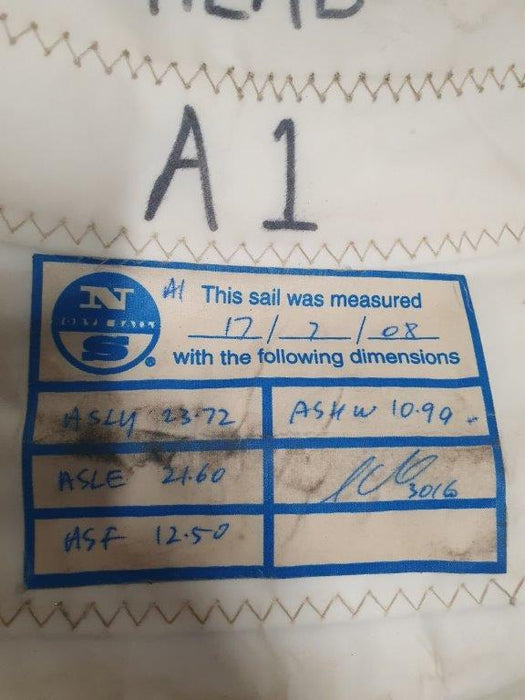 HEAD
A1
N
S
®
A1 This sail was measured
17/7/08
with the following dimensions
ASLU 23.72
ASHW 10.99
ASLE 21.60
3016
ASF 12.50